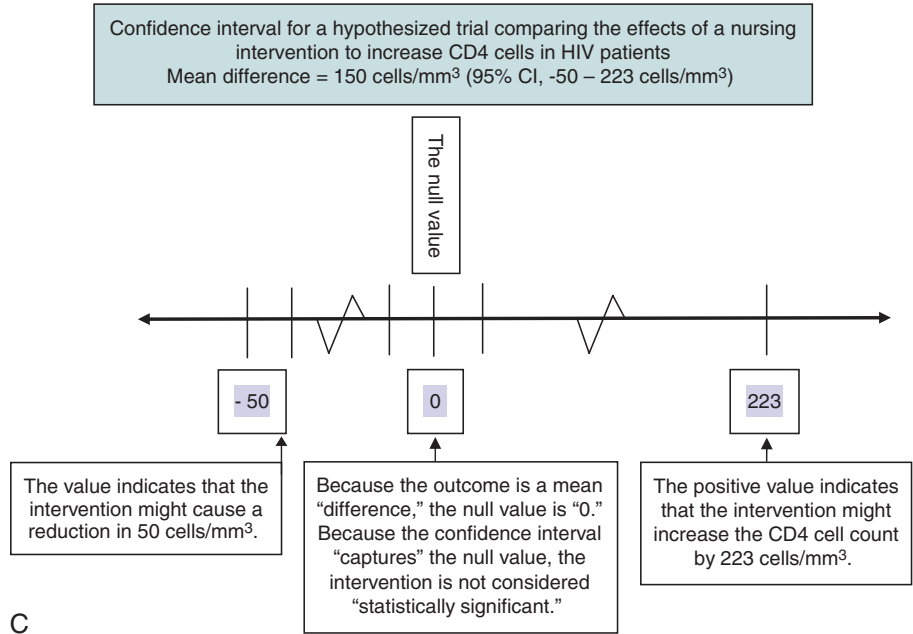 Confidence interval for a hypothesized trial comparing the effects of a nursing
intervention to increase CD4 cells in HIV patients
Mean difference = 150 cells/mm³ (95% CI, -50 – 223 cells/mm³)
The null value
- 50
0
223
The value indicates that the
intervention might cause a
reduction in 50 cells/mm³.
Because the outcome is a mean
“difference,” the null value is “0.”
Because the confidence interval
“captures” the null value, the
intervention is not considered
“statistically significant.”
The positive value indicates
that the intervention might
increase the CD4 cell count
by 223 cells/mm³.
C